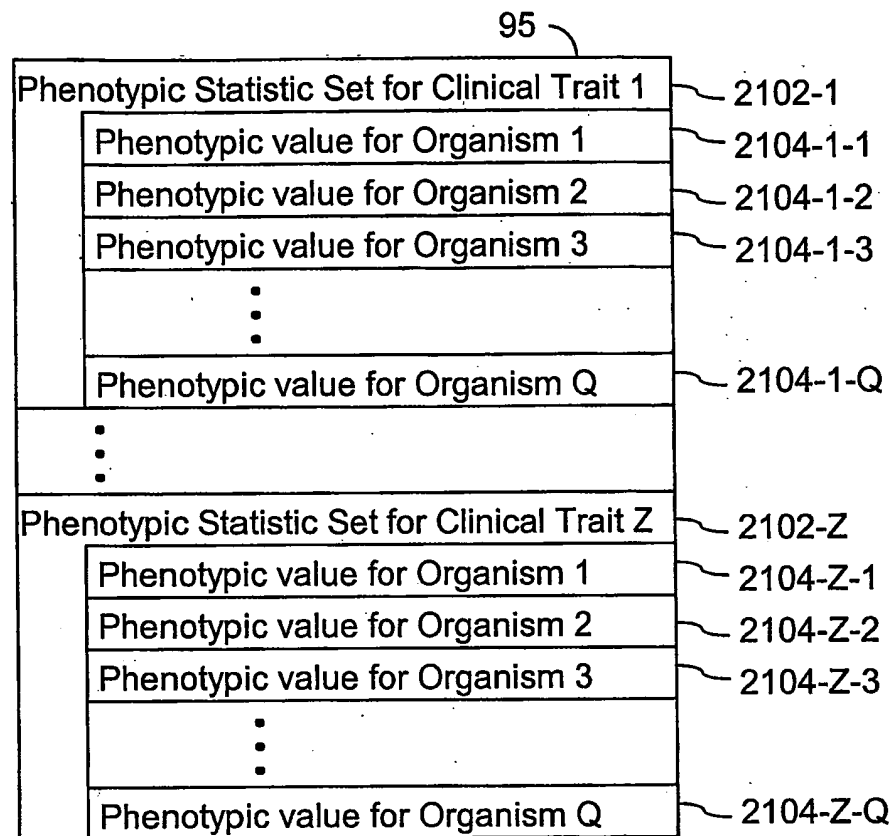 95
Phenotypic Statistic Set for Clinical Trait 1 2102-1
Phenotypic value for Organism 1 2104-1-1
Phenotypic value for Organism 2 2104-1-2
Phenotypic value for Organism 3 2104-1-3
Phenotypic value for Organism Q 2104-1-Q
Phenotypic Statistic Set for Clinical Trait Z 2102-Z
Phenotypic value for Organism 1 2104-Z-1
Phenotypic value for Organism 2 2104-Z-2
Phenotypic value for Organism 3 2104-Z-3
Phenotypic value for Organism Q 2104-Z-Q